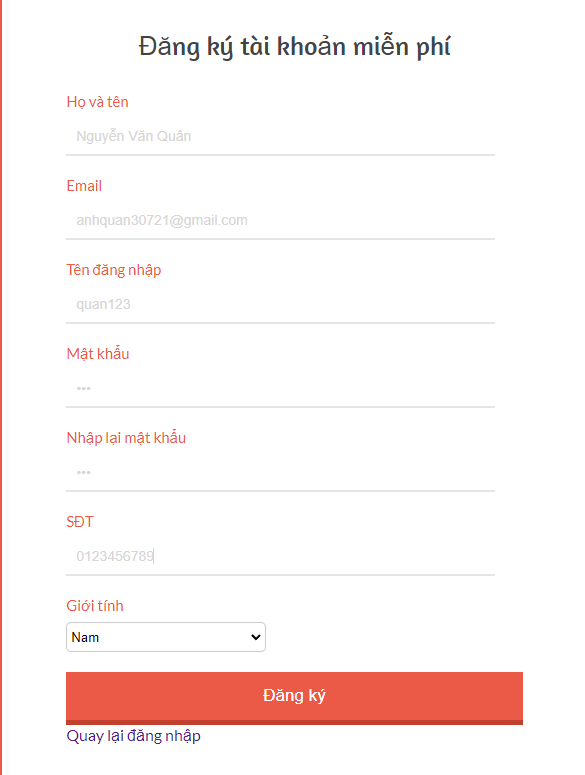 Đăng ký tài khoản miễn phí
Họ và tên
Nguyễn Văn Quân
Email
anhquan30721@gmail.com
Tên đăng nhập
quan123
Mật khẩu
•••
Nhập lại mật khẩu
•••
SĐT
0123456789
Giới tính
Nam
Đăng ký
Quay lại đăng nhập